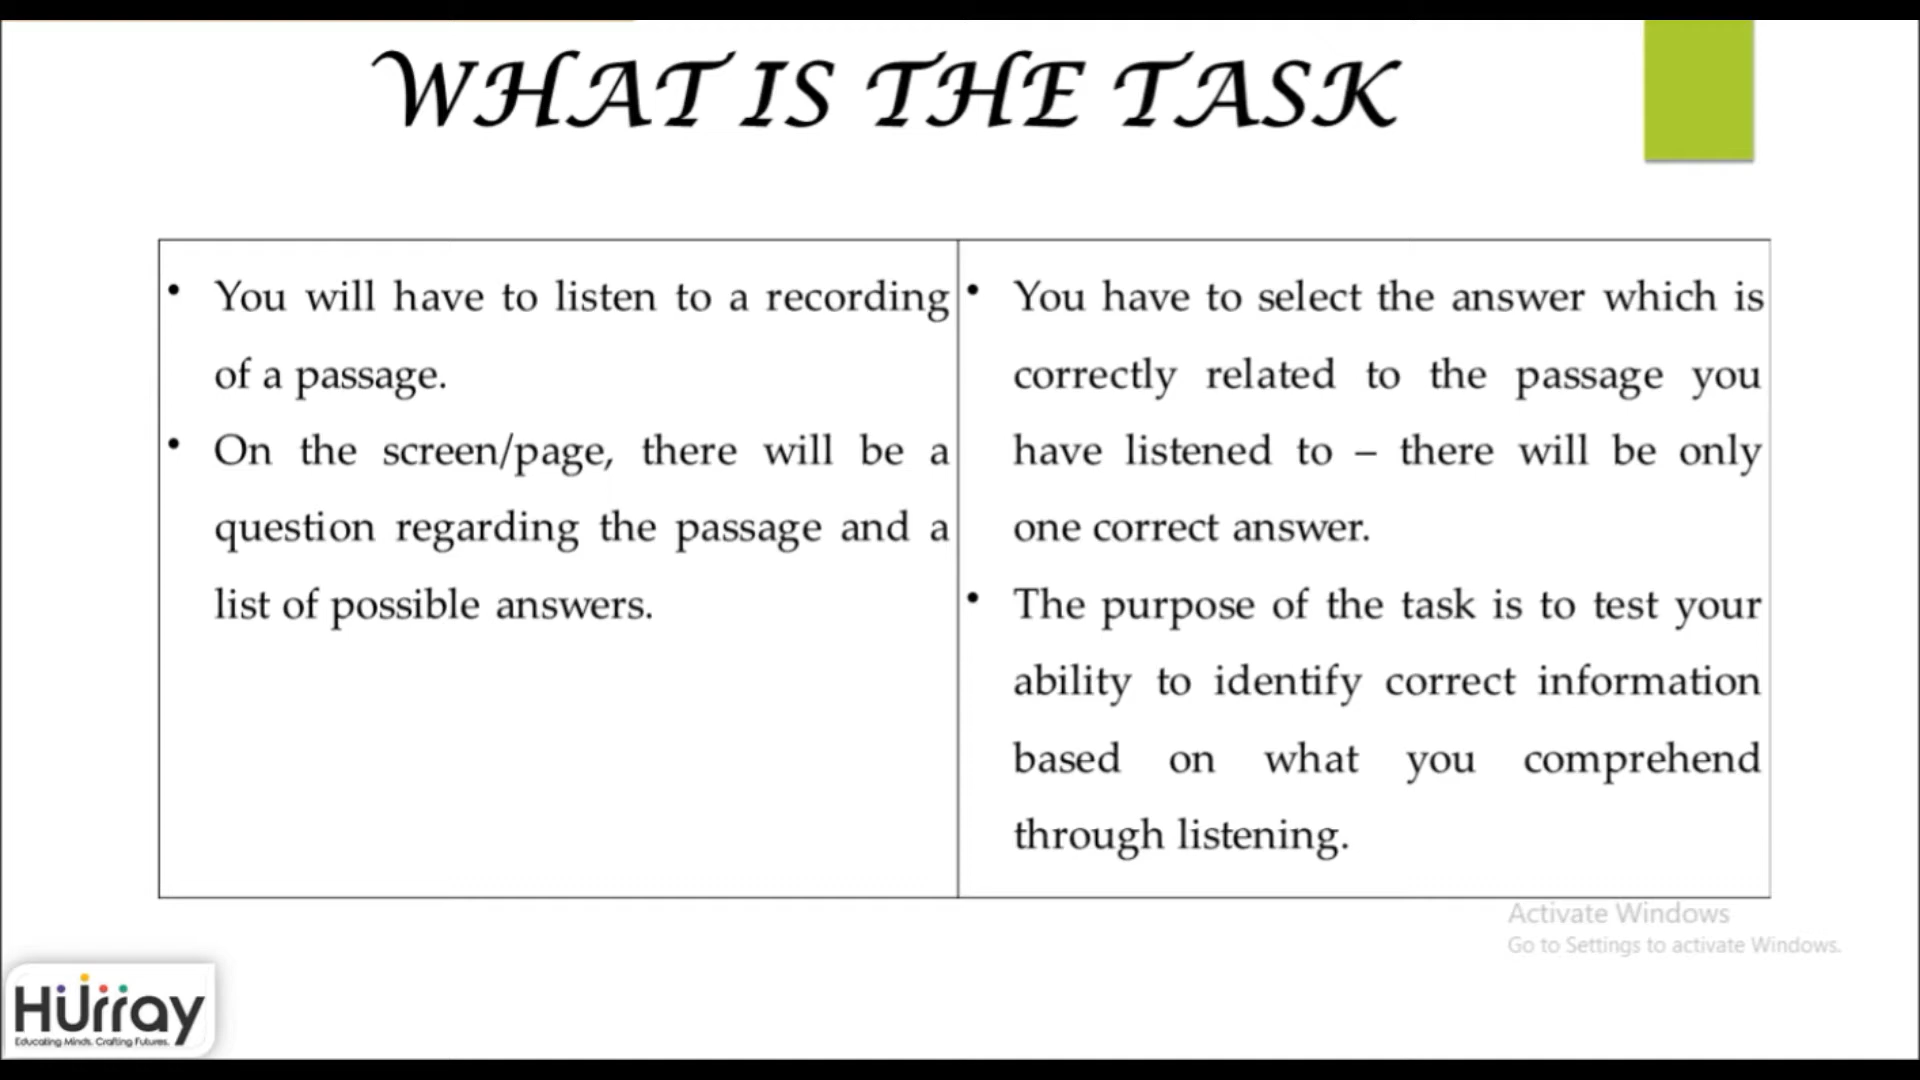 WHAT IS THE TASK
• You will have to listen to a recording
of a passage.
• On the screen/page, there will be a
question regarding the passage and a
list of possible answers.
• You have to select the answer which is
correctly related to the passage you
have listened to – there will be only
one correct answer.
• The purpose of the task is to test your
ability to identify correct information
based on what you comprehend
through listening.
Activate Windows
Go to Settings to activate Windows.
Hurray
Educating Minds. Crafting Futures.